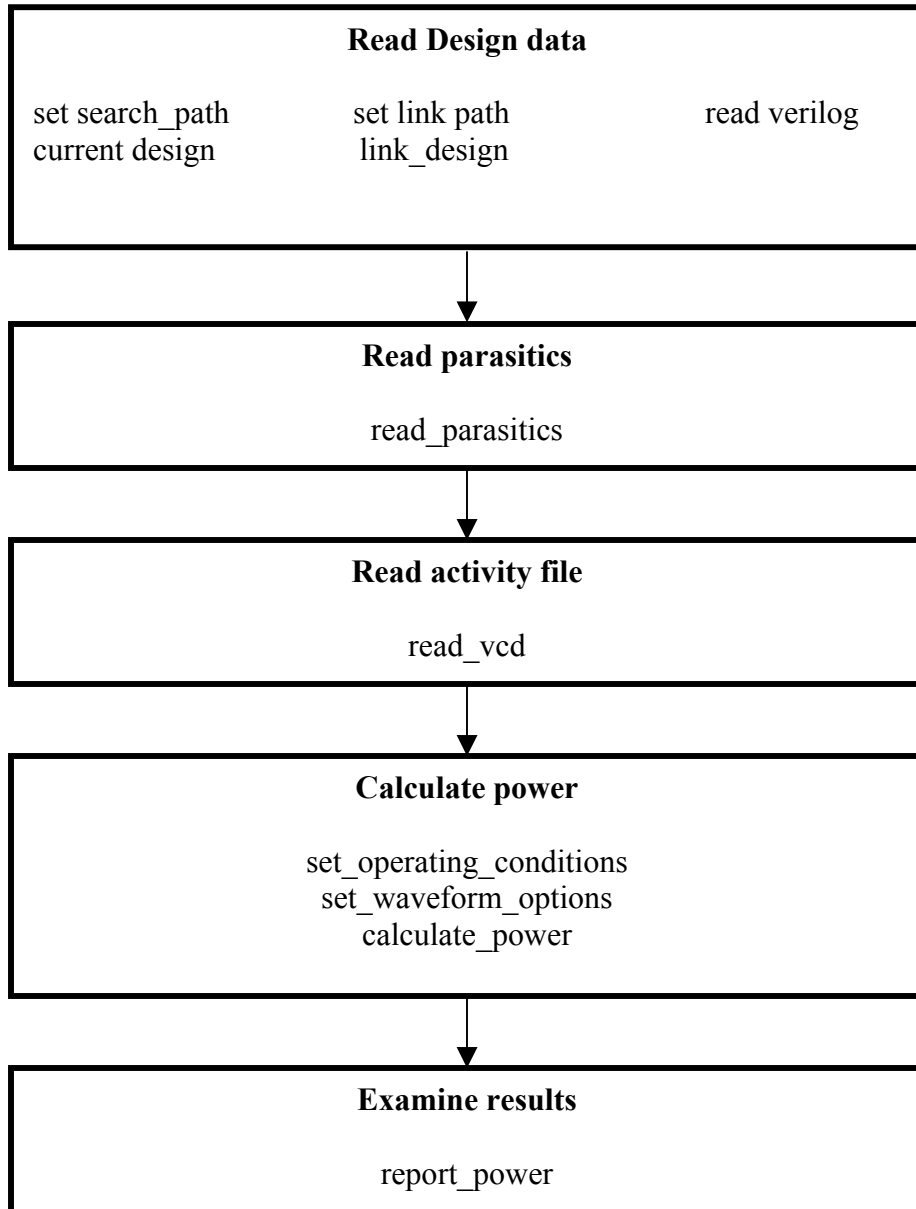 Read Design data
set search_path set link path read verilog
current design link_design
Read parasitics
read_parasitics
Read activity file
read_vcd
Calculate power
set_operating_conditions
set_waveform_options
calculate_power
Examine results
report_power